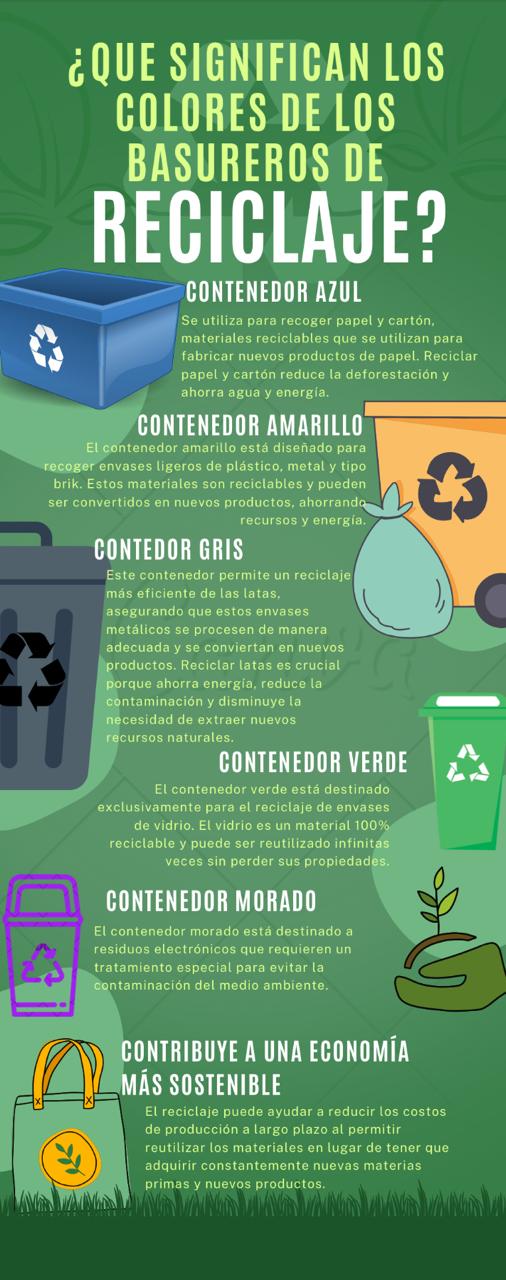 ¿QUE SIGNIFICAN LOS
COLORES DE LOS
BASUREROS DE
RECICLAJE?
CONTENEDOR AZUL
Se utiliza para recoger papel y cartón,
materiales reciclables que se utilizan para
fabricar nuevos productos de papel. Reciclar
papel y cartón reduce la deforestación y
ahorra agua y energía.
CONTENEDOR AMARILLO
El contenedor amarillo está diseñado para
recoger envases ligeros de plástico, metal y tipo
brik. Estos materiales son reciclables y pueden
ser convertidos en nuevos productos, ahorrando
recursos y energía.
CONTEDOR GRIS
Este contenedor permite un reciclaje
más eficiente de las latas,
asegurando que estos envases
metálicos se procesen de manera
adecuada y se conviertan en nuevos
productos. Reciclar latas es crucial
porque ahorra energía, reduce la
contaminación y disminuye la
necesidad de extraer nuevos
recursos naturales.
CONTENEDOR VERDE
El contenedor verde está destinado
exclusivamente para el reciclaje de envases
de vidrio. El vidrio es un material 100%
reciclable y puede ser reutilizado infinitas
veces sin perder sus propiedades.
CONTENEDOR MORADO
El contenedor morado está destinado a
residuos electrónicos que requieren un
tratamiento especial para evitar la
contaminación del medio ambiente.
CONTRIBUYE A UNA ECONOMÍA
MÁS SOSTENIBLE
El reciclaje puede ayudar a reducir los costos
de producción a largo plazo al permitir
reutilizar los materiales en lugar de tener que
adquirir constantemente nuevas materias
primas y nuevos productos.